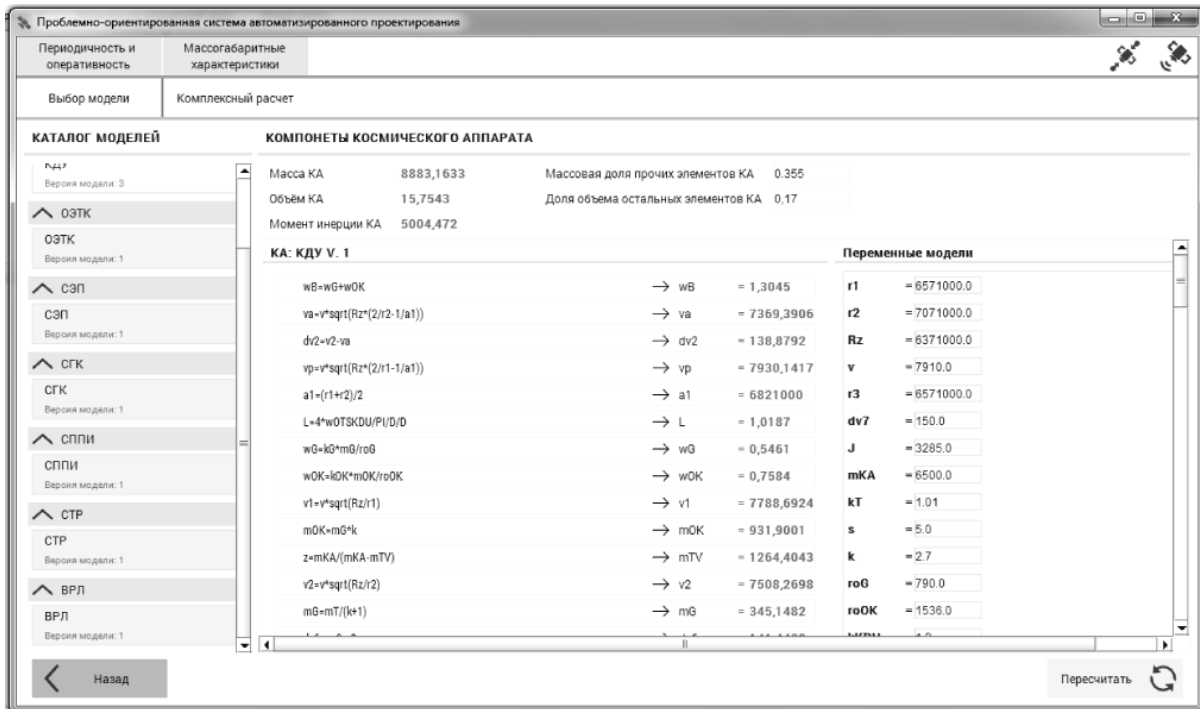 Проблемно-ориентированная система автоматизированного проектирования
Периодичность и оперативность
Массогабаритные характеристики
Выбор модели
Комплексный расчет
КАТАЛОГ МОДЕЛЕЙ
КДУ
Версия модели: 3
ОЭТК
ОЭТК
Версия модели: 1
СЭП
СЭП
Версия модели: 1
СГК
СГК
Версия модели: 1
СППИ
СППИ
Версия модели: 1
СТР
СТР
Версия модели: 1
ВРЛ
ВРЛ
Версия модели: 1
КОМПОНЕТЫ КОСМИЧЕСКОГО АППАРАТА
Масса КА 8883,1633 Массовая доля прочих элементов КА 0.355
Объём КА 15,7543 Доля объема остальных элементов КА 0,17
Момент инерции КА 5004,472
КА: КДУ V. 1
wB=wG+wOK → wB = 1,3045
va=v*sqrt(Rz*(2/r2-1/a1)) → va = 7369,3906
dv2=v2-va → dv2 = 138,8792
vp=v*sqrt(Rz*(2/r1-1/a1)) → vp = 7930,1417
a1=(r1+r2)/2 → a1 = 6821000
L=4*wOTSKDU/PI/D/D → L = 1,0187
wG=kG*mG/roG → wG = 0,5461
wOK=kOK*mOK/roOK → wOK = 0,7584
v1=v*sqrt(Rz/r1) → v1 = 7788,6924
mOK=mG*k → mOK = 931,9001
z=mKA/(mKA-mTV) → mTV = 1264,4043
v2=v*sqrt(Rz/r2) → v2 = 7508,2698
mG=mT/(k+1) → mG = 345,1482
Переменные модели
r1 =6571000.0
r2 =7071000.0
Rz =6371000.0
v =7910.0
r3 =6571000.0
dv7 =150.0
J =3285.0
mKA =6500.0
kT =1.01
s =5.0
k =2.7
roG =790.0
roOK =1536.0
Назад
Пересчитать